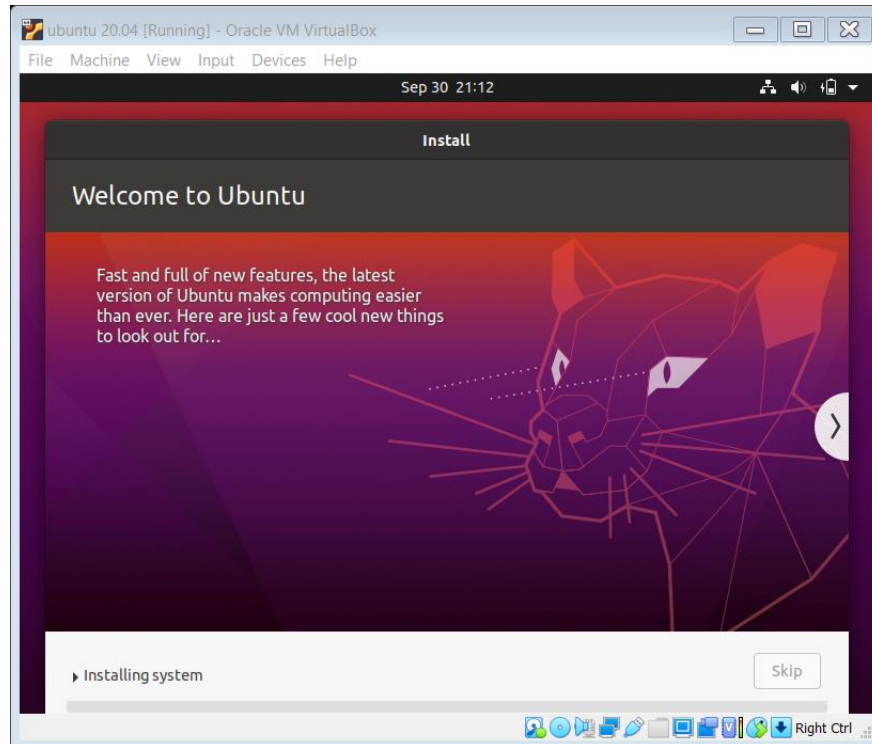 ubuntu 20.04 [Running] - Oracle VM VirtualBox
File Machine View Input Devices Help
Sep 30 21:12
Install
Welcome to Ubuntu
Fast and full of new features, the latest
version of Ubuntu makes computing easier
than ever. Here are just a few cool new things
to look out for...
Installing system
Skip
Right Ctrl